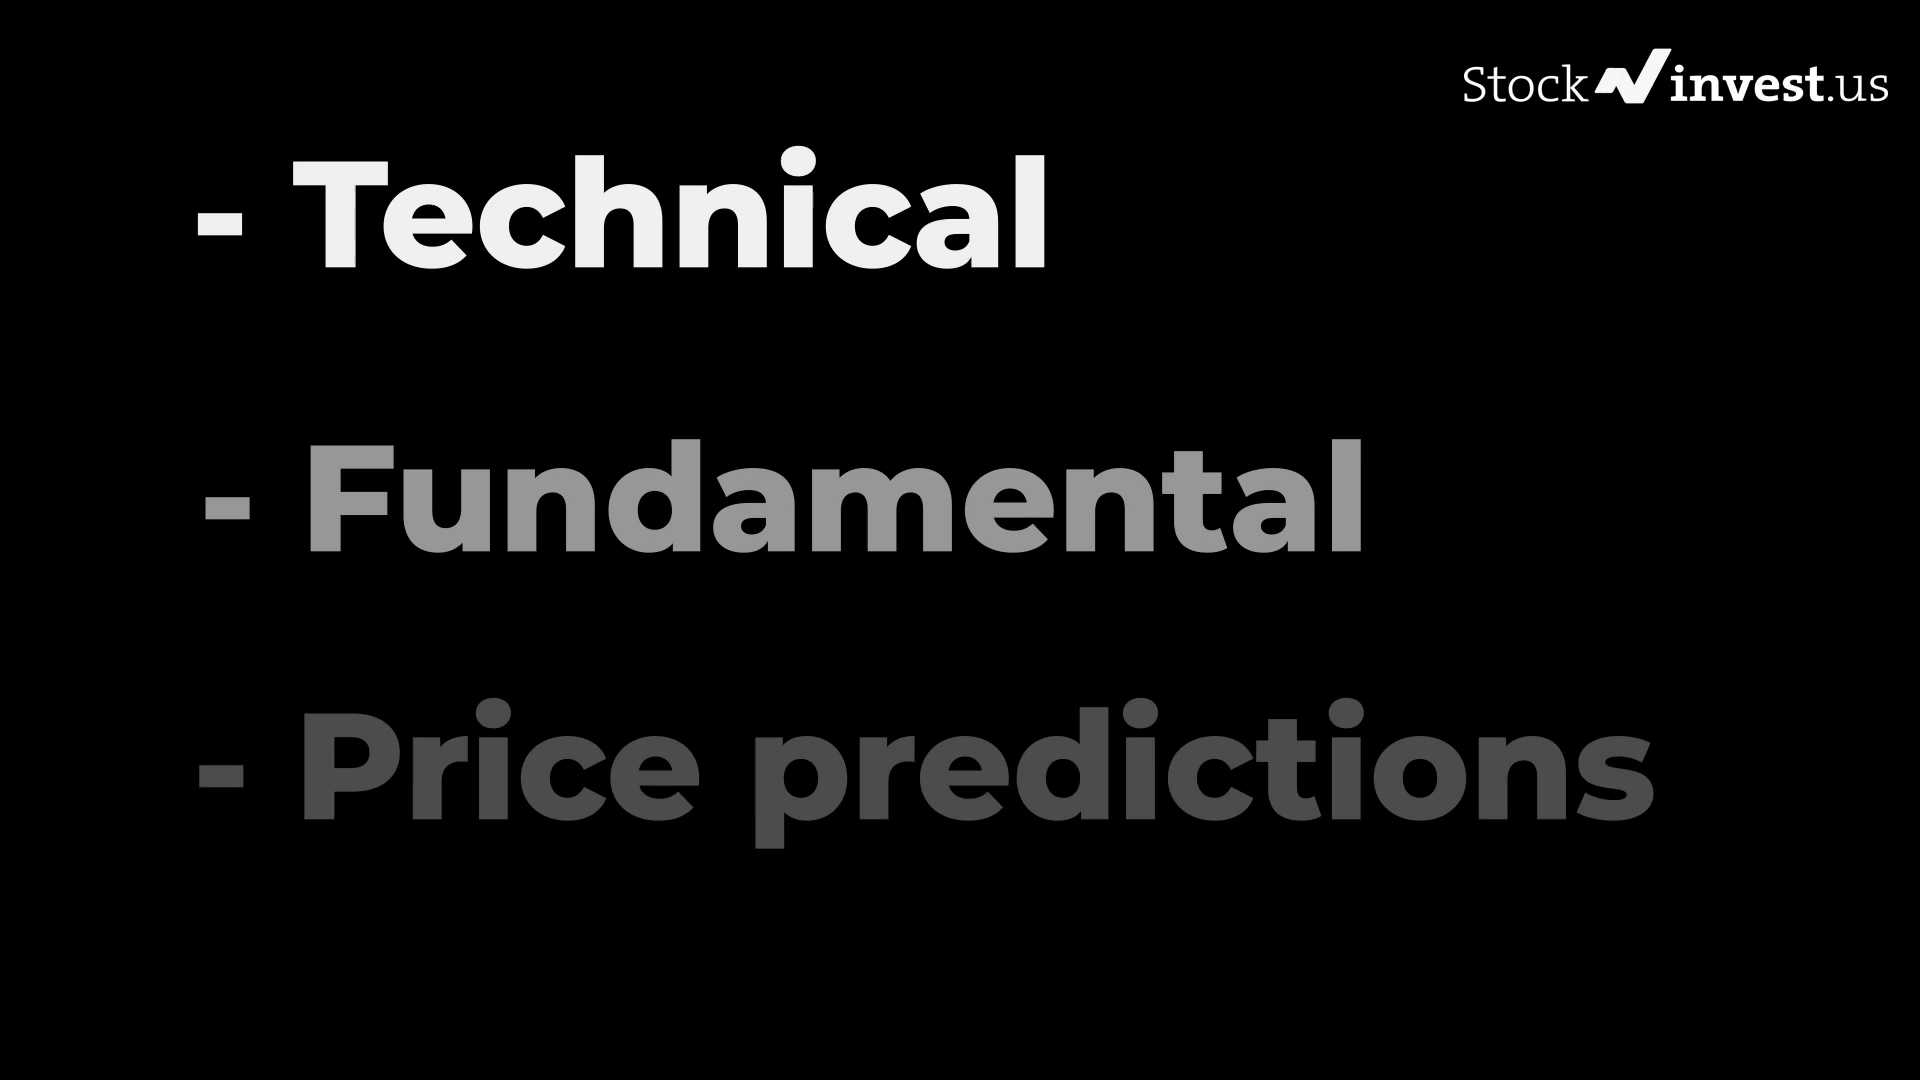 Stock invest.us
- Technical
- Fundamental
- Price predictions